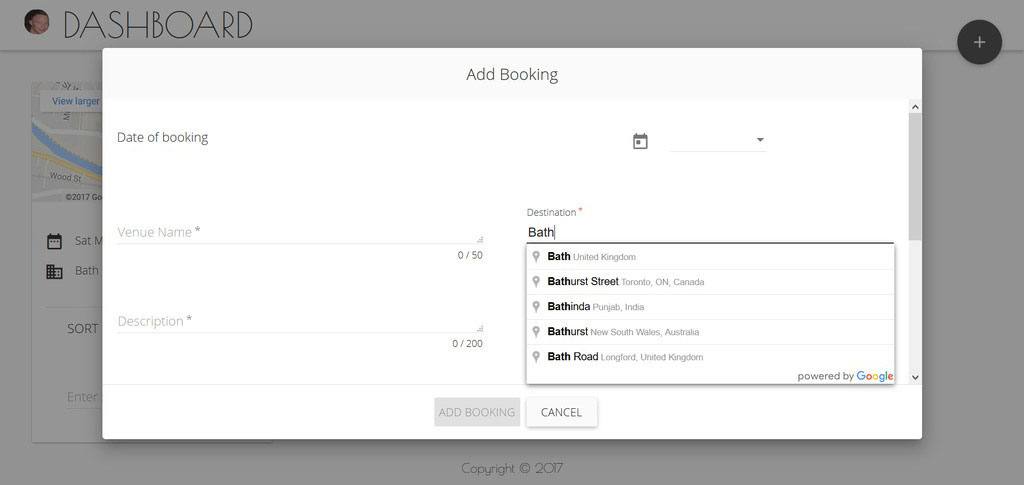 DASHBOARD
+
Add Booking
View larger
Wood St
©2017 Go
Date of booking
Venue Name *
0 / 50
Destination *
Bath
Bath United Kingdom
Bathurst Street Toronto, ON, Canada
Bathinda Punjab, India
Bathurst New South Wales, Australia
Bath Road Longford, United Kingdom
powered by Google
Sat M
Bath
Description *
0 / 200
SORT
Enter
ADD BOOKING
CANCEL
Copyright © 2017